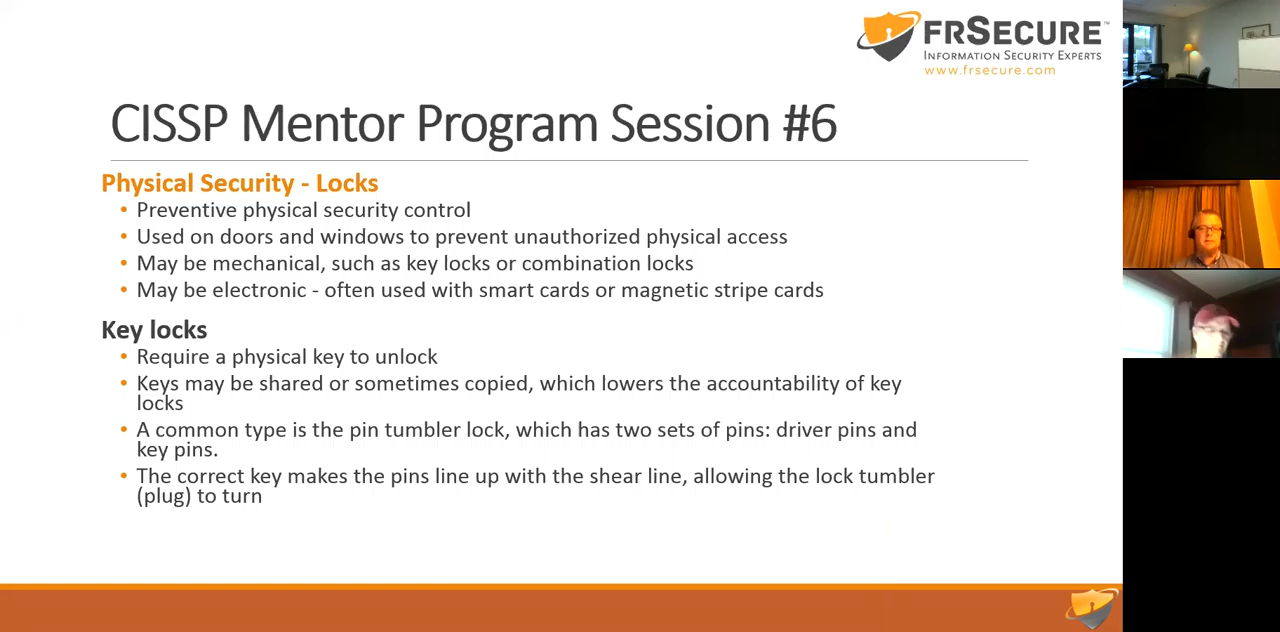 FRSECURE™
INFORMATION SECURITY EXPERTS
www.frsecure.com
CISSP Mentor Program Session #6
Physical Security - Locks
• Preventive physical security control
• Used on doors and windows to prevent unauthorized physical access
• May be mechanical, such as key locks or combination locks
• May be electronic - often used with smart cards or magnetic stripe cards
Key locks
• Require a physical key to unlock
• Keys may be shared or sometimes copied, which lowers the accountability of key
locks
• A common type is the pin tumbler lock, which has two sets of pins: driver pins and
key pins.
• The correct key makes the pins line up with the shear line, allowing the lock tumbler
(plug) to turn